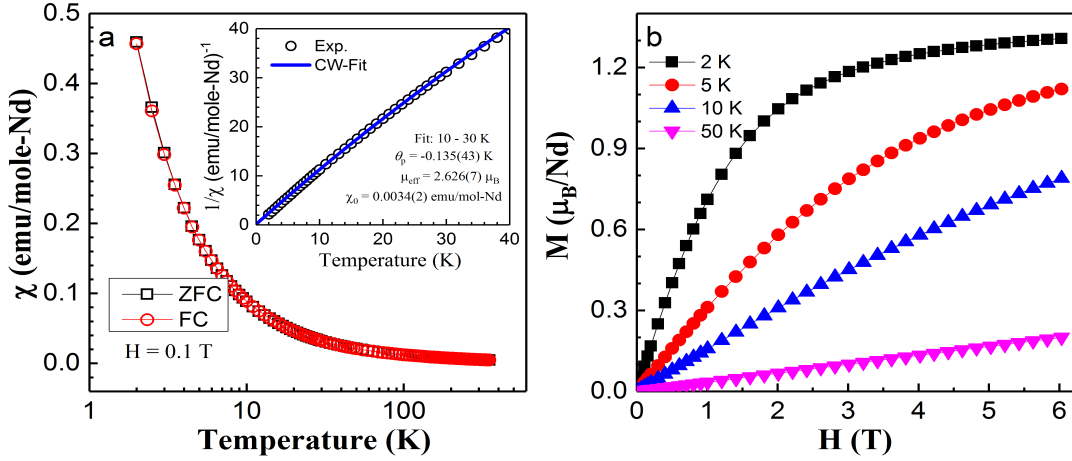 a
0.5
0.4
0.3
0.2
0.1
0.0
χ (emu/mole-Nd)
1
10
100
Temperature (K)
ZFC
FC
H = 0.1 T
40
30
20
10
0
1/χ (emu/mole-Nd)⁻¹
Exp.
CW-Fit
Fit: 10 - 30 K
θp = -0.135(43) K
μeff = 2.626(7) μB
χ0 = 0.0034(2) emu/mol-Nd
0
10
20
30
40
Temperature (K)
b
1.2
0.9
0.6
0.3
0.0
M (μB/Nd)
2 K
5 K
10 K
50 K
0
1
2
3
4
5
6
H (T)